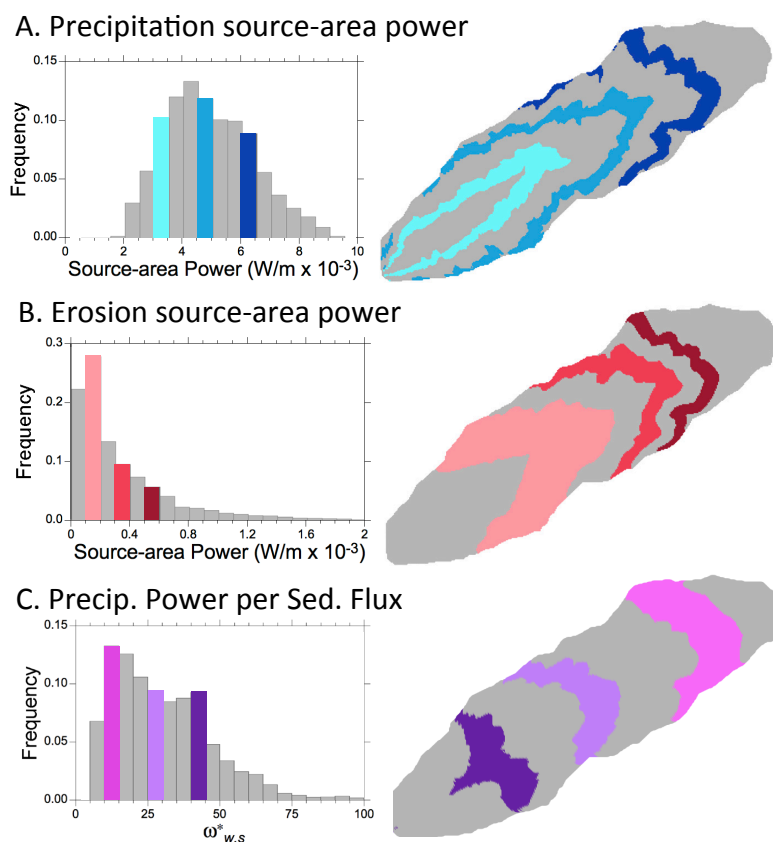 A. Precipitation source-area power
0.15
0.10
0.05
0.00
Frequency
0 2 4 6 8 10
Source-area Power (W/m x 10-3)
B. Erosion source-area power
0.3
0.2
0.1
0.0
Frequency
0 0.4 0.8 1.2 1.6 2
Source-area Power (W/m x 10-3)
C. Precip. Power per Sed. Flux
0.15
0.10
0.05
0.00
Frequency
0 25 50 75 100
ω*w,s